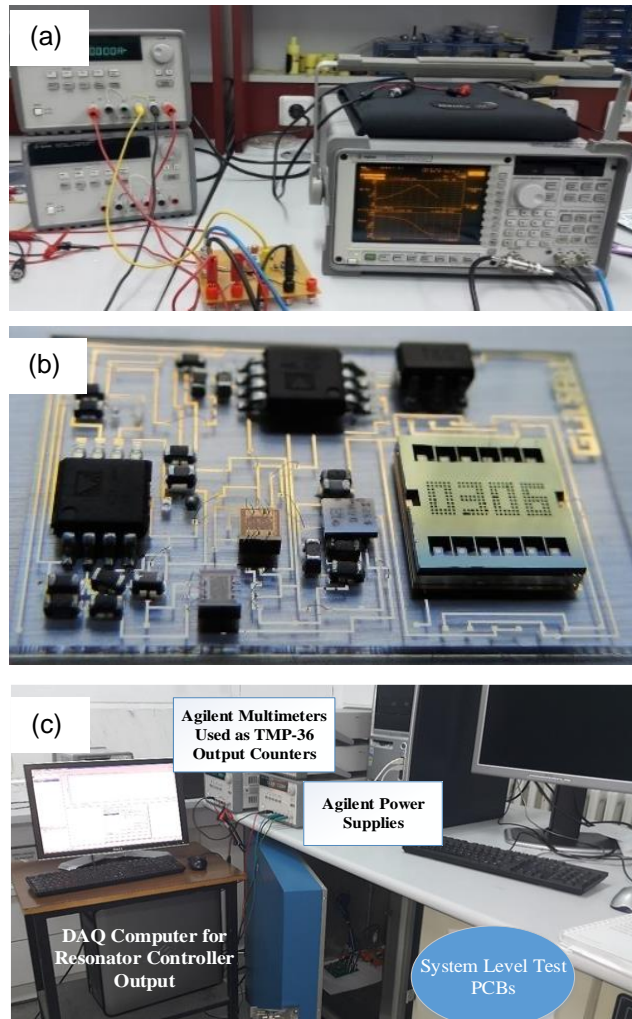 (a)
(b)
0306
(c)
Agilent Multimeters
Used as TMP-36
Output Counters
Agilent Power
Supplies
DAQ Computer for
Resonator Controller
Output
System Level Test
PCBs